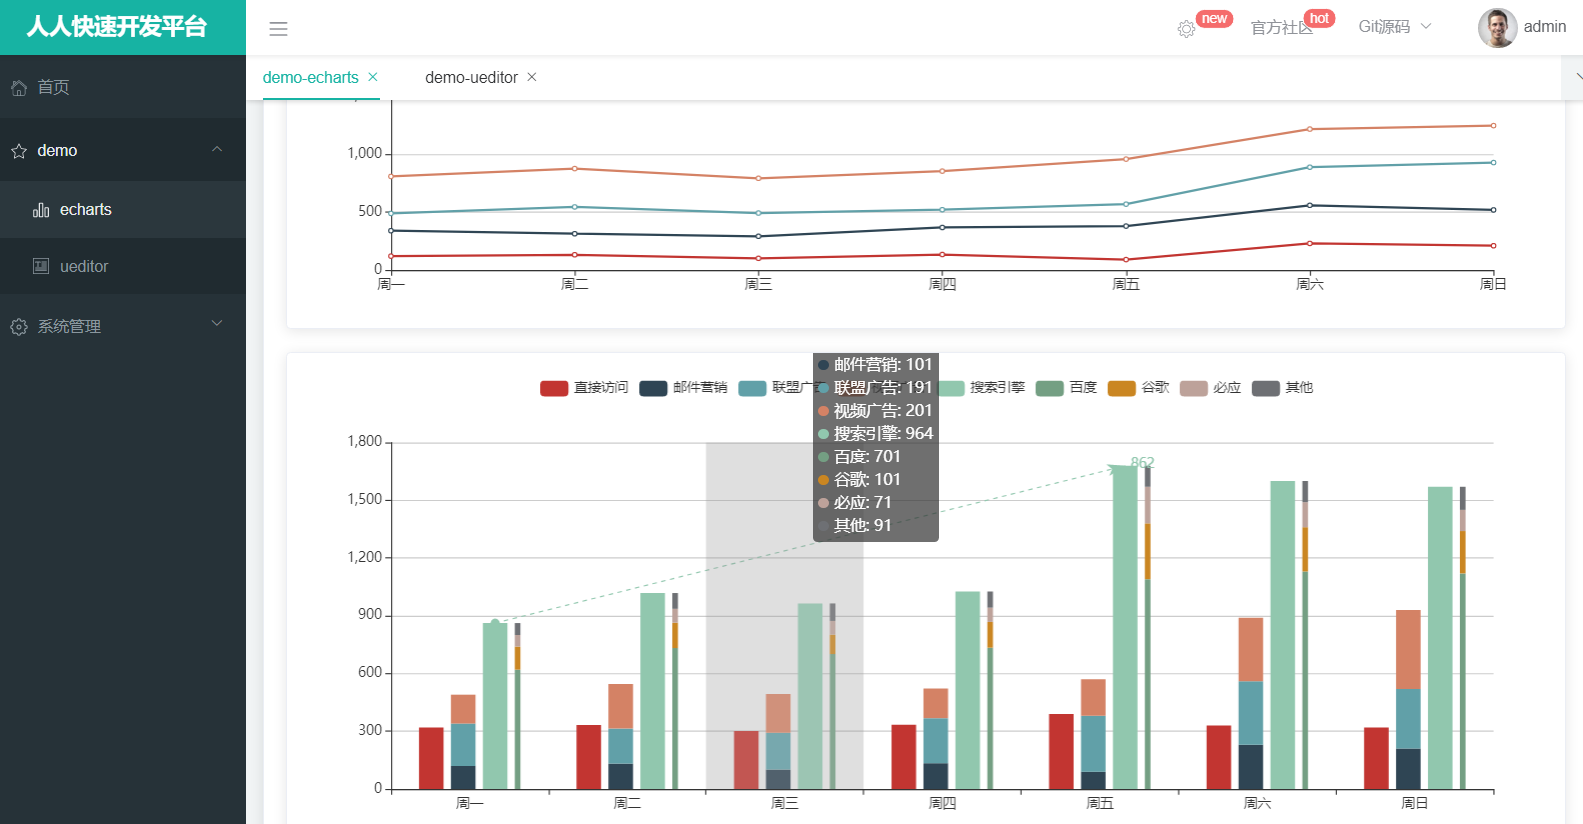 人人快速开发平台
new
官方社区
hot
Git源码
admin
首页
demo
echarts
ueditor
系统管理
demo-echarts
demo-ueditor
1,000
500
0
周一 周二 周三 周四 周五 周六 周日
直接访问 邮件营销 联盟广告 搜索引擎 百度 谷歌 必应 其他
邮件营销: 101
联盟广告: 191
视频广告: 201
搜索引擎: 964
百度: 701
谷歌: 101
必应: 71
其他: 91
862
1,800
1,500
1,200
900
600
300
0
周一 周二 周三 周四 周五 周六 周日